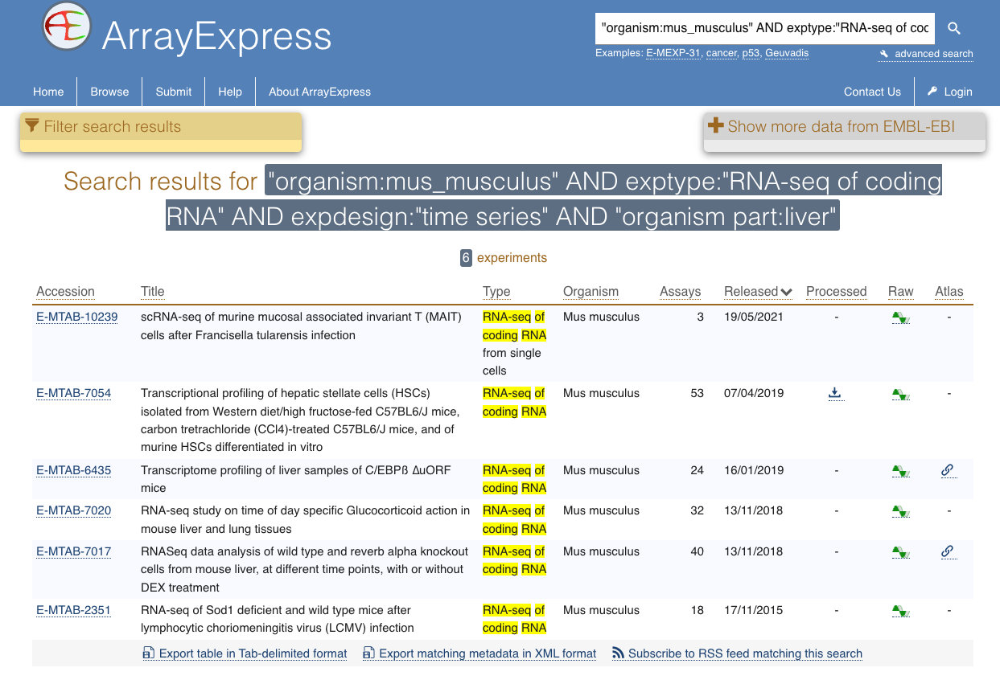 ArrayExpress
"organism:mus_musculus" AND exptype:"RNA-seq of coc
Examples: E-MEXP-31, cancer, p53, Geuvadis
advanced search
Home Browse Submit Help About ArrayExpress Contact Us Login
Filter search results
Show more data from EMBL-EBI
Search results for "organism:mus_musculus" AND exptype:"RNA-seq of coding
RNA" AND expdesign:"time series" AND "organism part:liver"
6 experiments
Accession Title Type Organism Assays Released Processed Raw Atlas
E-MTAB-10239 scRNA-seq of murine mucosal associated invariant T (MAIT) RNA-seq of Mus musculus 3 19/05/2021 - -
cells after Francisella tularensis infection coding RNA
from single
cells
E-MTAB-7054 Transcriptional profiling of hepatic stellate cells (HSCs) RNA-seq of Mus musculus 53 07/04/2019 -
isolated from Western diet/high fructose-fed C57BL6/J mice, coding RNA
carbon tretrachloride (CCl4)-treated C57BL6/J mice, and of
murine HSCs differentiated in vitro
E-MTAB-6435 Transcriptome profiling of liver samples of C/EBPß ΔuORF RNA-seq of Mus musculus 24 16/01/2019 -
mice coding RNA
E-MTAB-7020 RNA-seq study on time of day specific Glucocorticoid action in RNA-seq of Mus musculus 32 13/11/2018 - -
mouse liver and lung tissues coding RNA
E-MTAB-7017 RNASeq data analysis of wild type and reverb alpha knockout RNA-seq of Mus musculus 40 13/11/2018 -
cells from mouse liver, at different time points, with or without coding RNA
DEX treatment
E-MTAB-2351 RNA-seq of Sod1 deficient and wild type mice after RNA-seq of Mus musculus 18 17/11/2015 - -
lymphocytic choriomeningitis virus (LCMV) infection coding RNA
Export table in Tab-delimited format Export matching metadata in XML format Subscribe to RSS feed matching this search